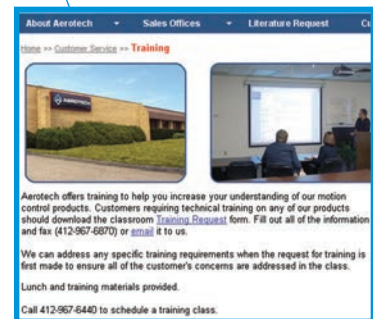 About Aerotech Sales Offices Literature Request Cu
Home >> Customer Service >> Training
AEROTECH
Aerotech offers training to help you increase your understanding of our motion
control products. Customers requiring technical training on any of our products
should download the classroom Training Request form. Fill out all of the information
and fax (412-967-6870) or email it to us.
We can address any specific training requirements when the request for training is
first made to ensure all of the customer's concerns are addressed in the class.
Lunch and training materials provided.
Call 412-967-6440 to schedule a training class.